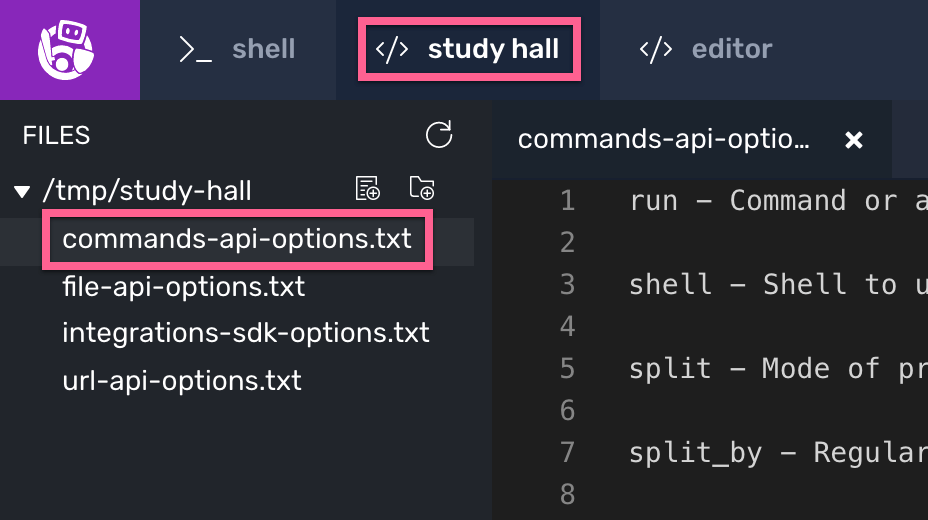 >_ shell
</> study hall
</> editor
FILES
commands-api-optio...
/tmp/study-hall
commands-api-options.txt
file-api-options.txt
integrations-sdk-options.txt
url-api-options.txt
1 run – Command or a
2
3 shell – Shell to u
4
5 split – Mode of pr
6
7 split_by – Regular
8